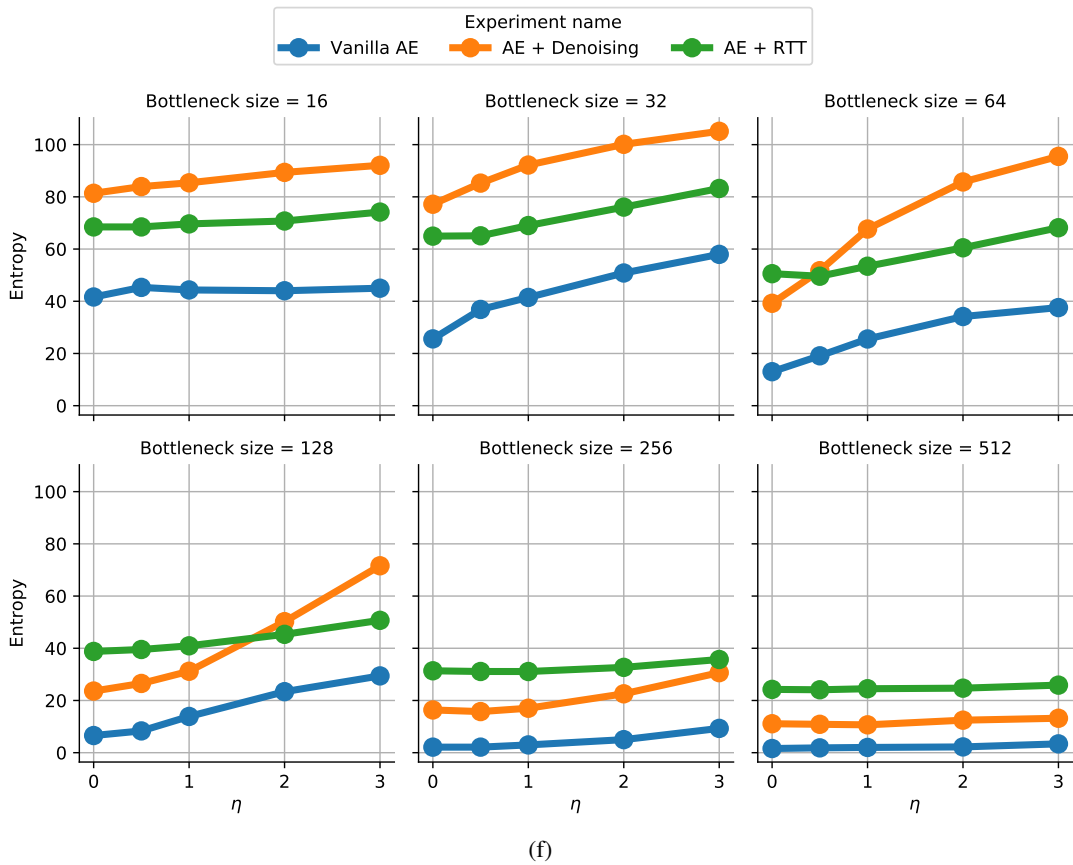 Experiment name
Vanilla AE AE + Denoising AE + RTT
Bottleneck size = 16 Bottleneck size = 32 Bottleneck size = 64
Entropy
100
80
60
40
20
0
Bottleneck size = 128 Bottleneck size = 256 Bottleneck size = 512
Entropy
100
80
60
40
20
0
0 1 2 3 0 1 2 3 0 1 2 3
η η η
(f)